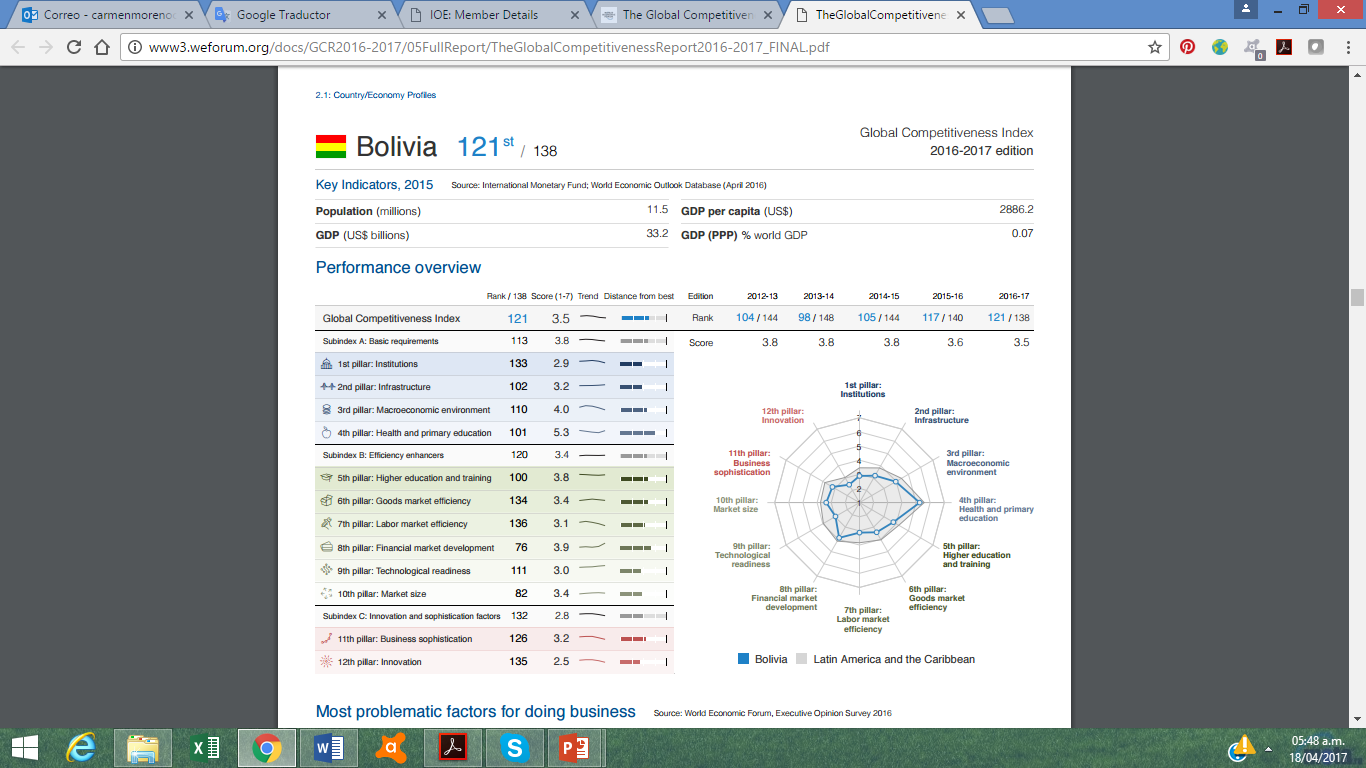 Correo - carmenmoreno
Google Traductor
IOE: Member Details
The Global Competitiven
TheGlobalCompetitivene
www3.weforum.org/docs/GCR2016-2017/05FullReport/TheGlobalCompetitivenessReport2016-2017_FINAL.pdf
0
2.1: Country/Economy Profiles
Bolivia 121st / 138
Global Competitiveness Index
2016-2017 edition
Key Indicators, 2015 Source: International Monetary Fund; World Economic Outlook Database (April 2016)
Population (millions) 11.5 GDP per capita (US$) 2886.2
GDP (US$ billions) 33.2 GDP (PPP) % world GDP 0.07
Performance overview
Rank / 138 Score (1-7) Trend Distance from best Edition 2012-13 2013-14 2014-15 2015-16 2016-17
Global Competitiveness Index 121 3.5 Rank 104 / 144 98 / 148 105 / 144 117 / 140 121 / 138
Subindex A: Basic requirements 113 3.8 Score 3.8 3.8 3.8 3.6 3.5
1st pillar: Institutions 133 2.9
2nd pillar: Infrastructure 102 3.2
3rd pillar: Macroeconomic environment 110 4.0
4th pillar: Health and primary education 101 5.3
Subindex B: Efficiency enhancers 120 3.4
5th pillar: Higher education and training 100 3.8
6th pillar: Goods market efficiency 134 3.4
7th pillar: Labor market efficiency 136 3.1
8th pillar: Financial market development 76 3.9
9th pillar: Technological readiness 111 3.0
10th pillar: Market size 82 3.4
Subindex C: Innovation and sophistication factors 132 2.8
11th pillar: Business sophistication 126 3.2
12th pillar: Innovation 135 2.5
1st pillar:
Institutions
2nd pillar:
Infrastructure
3rd pillar:
Macroeconomic
environment
4th pillar:
Health and primary
education
5th pillar:
Higher education
and training
6th pillar:
Goods market
efficiency
7th pillar:
Labor market
efficiency
8th pillar:
Financial market
development
9th pillar:
Technological
readiness
10th pillar:
Market size
11th pillar:
Business
sophistication
12th pillar:
Innovation
7
6
5
4
2
1
Bolivia Latin America and the Caribbean
Most problematic factors for doing business Source: World Economic Forum, Executive Opinion Survey 2016
05:48 a.m.
18/04/2017